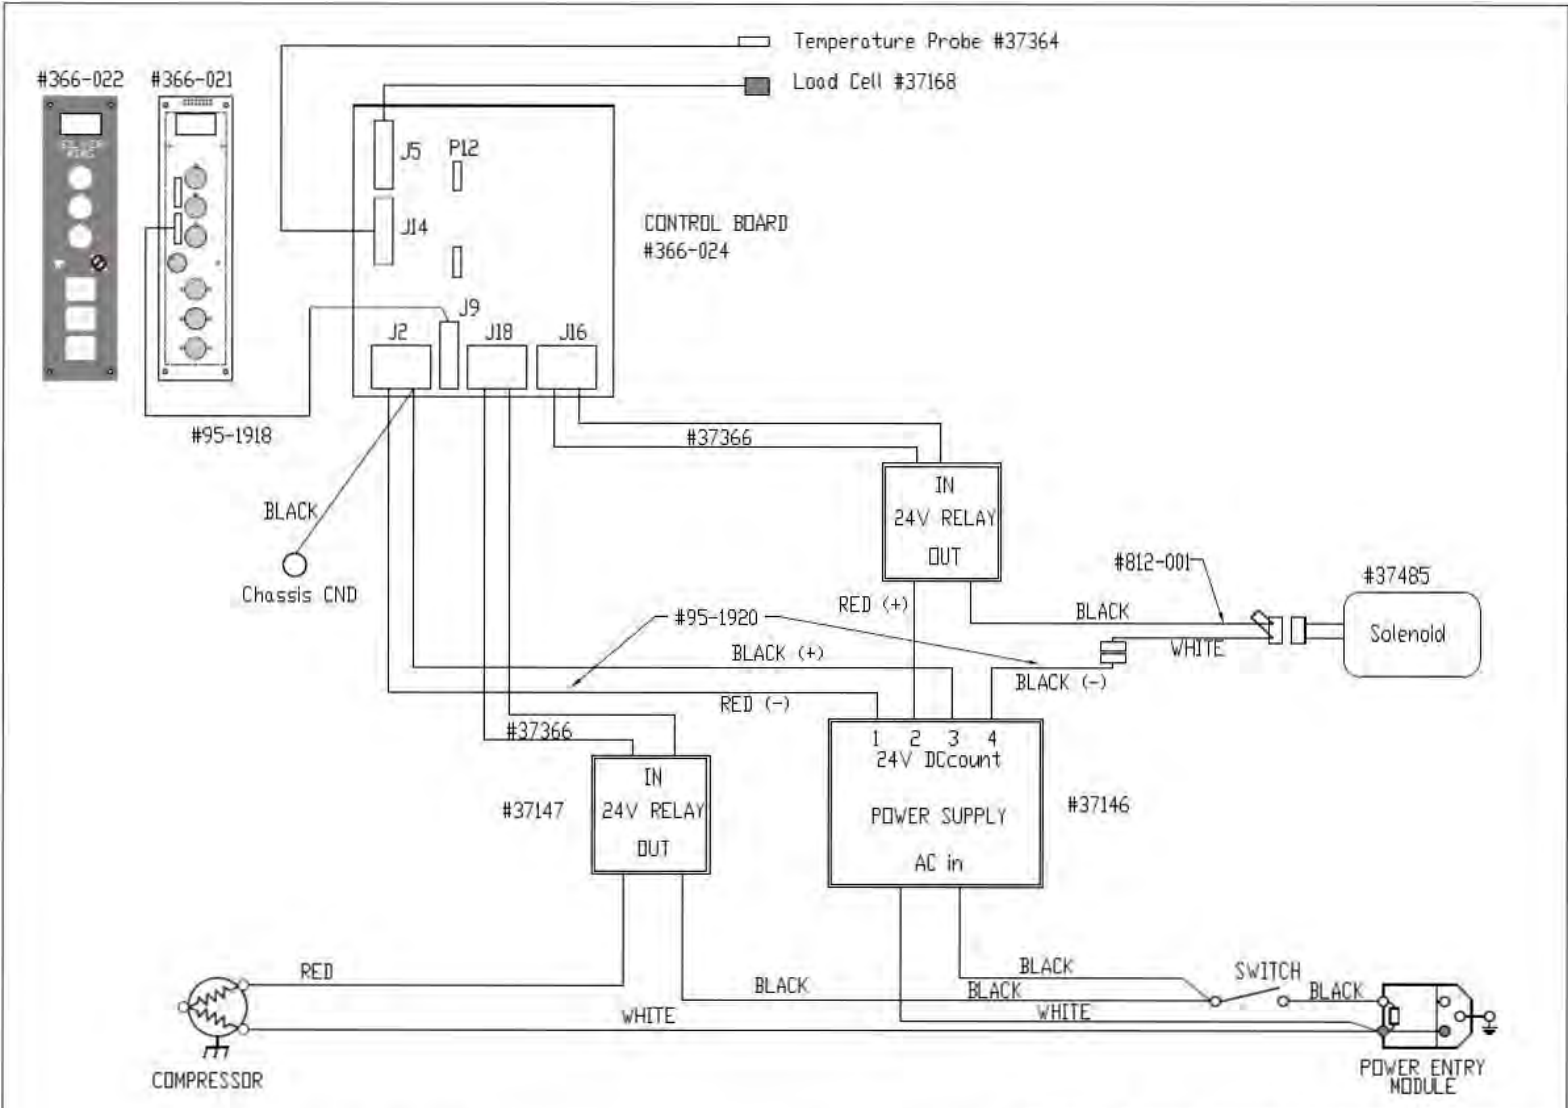 Temperature Probe #37364
#366-022 #366-021
Load Cell #37168
J5 P12
J14
CONTROL BOARD
#366-024
J9
J2 J18 J16
#95-1918
#37366
BLACK
Chassis CND
IN
24V RELAY
OUT
#812-001
#37485
RED (+)
BLACK
Solenoid
#95-1920
WHITE
BLACK (+)
BLACK (-)
RED (-)
#37366
1 2 3 4
24V DCcount
POWER SUPPLY
AC in
#37146
IN
#37147
24V RELAY
OUT
RED
BLACK
BLACK
BLACK
SWITCH
BLACK
WHITE
WHITE
COMPRESSOR
POWER ENTRY
MODULE